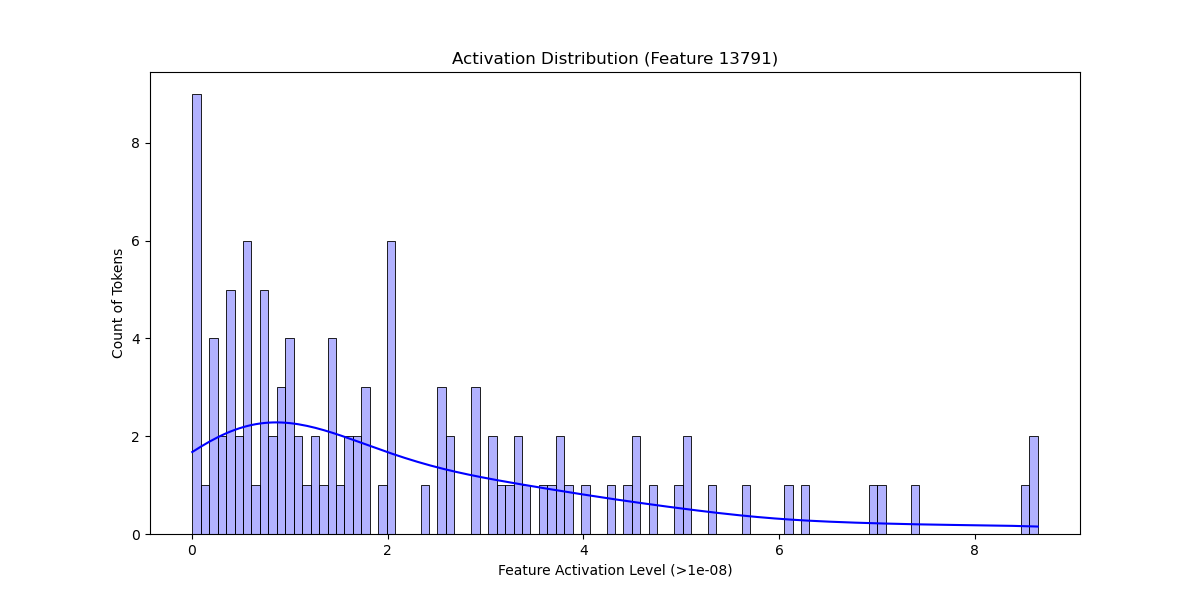 Activation Distribution (Feature 13791)
Count of Tokens
8
6
4
2
0
0 2 4 6 8
Feature Activation Level (>1e-08)